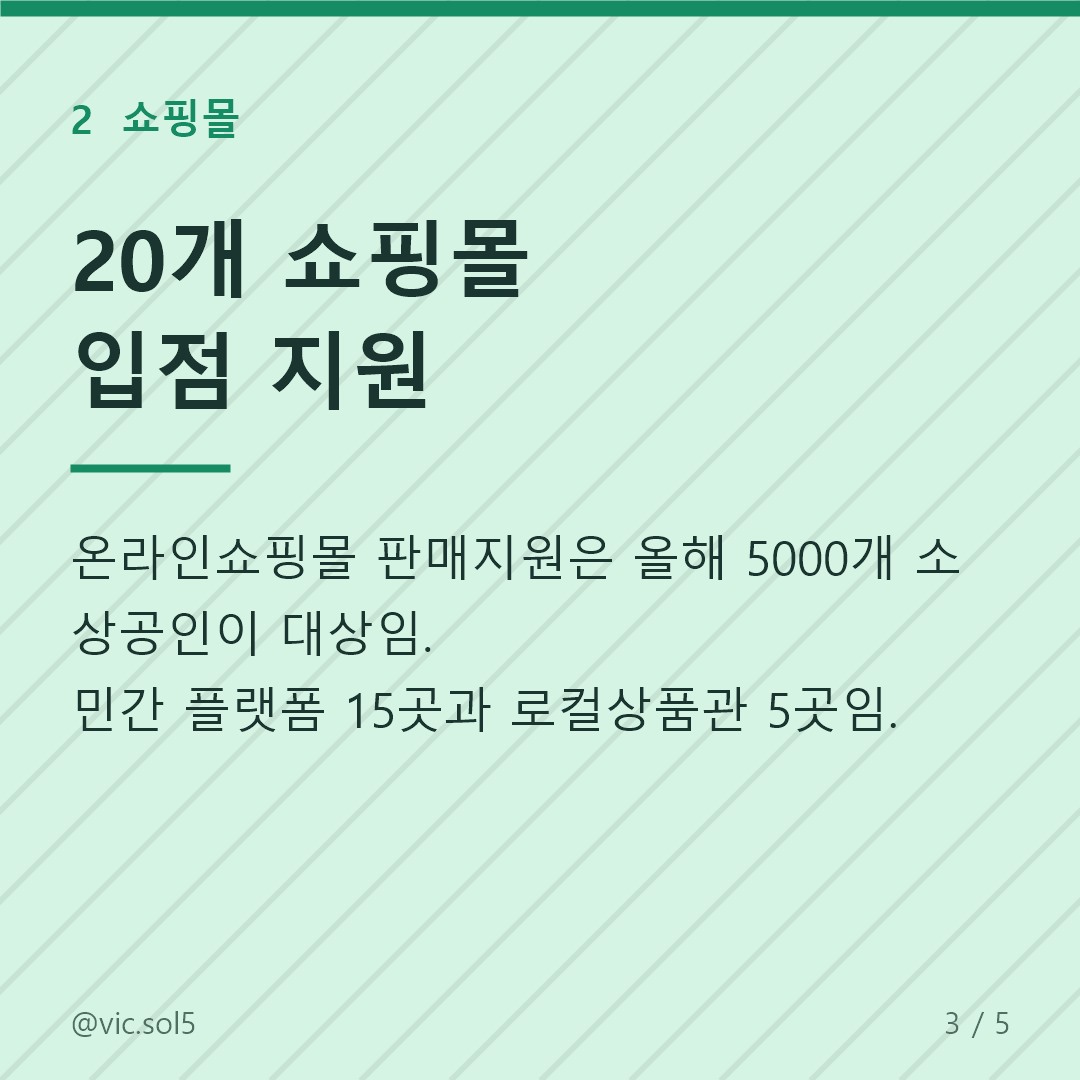 2 쇼핑몰
20개 쇼핑몰
입점 지원
온라인쇼핑몰 판매지원은 올해 5000개 소
상공인이 대상임.
민간 플랫폼 15곳과 로컬상품관 5곳임.
@vic.sol5
3 / 5